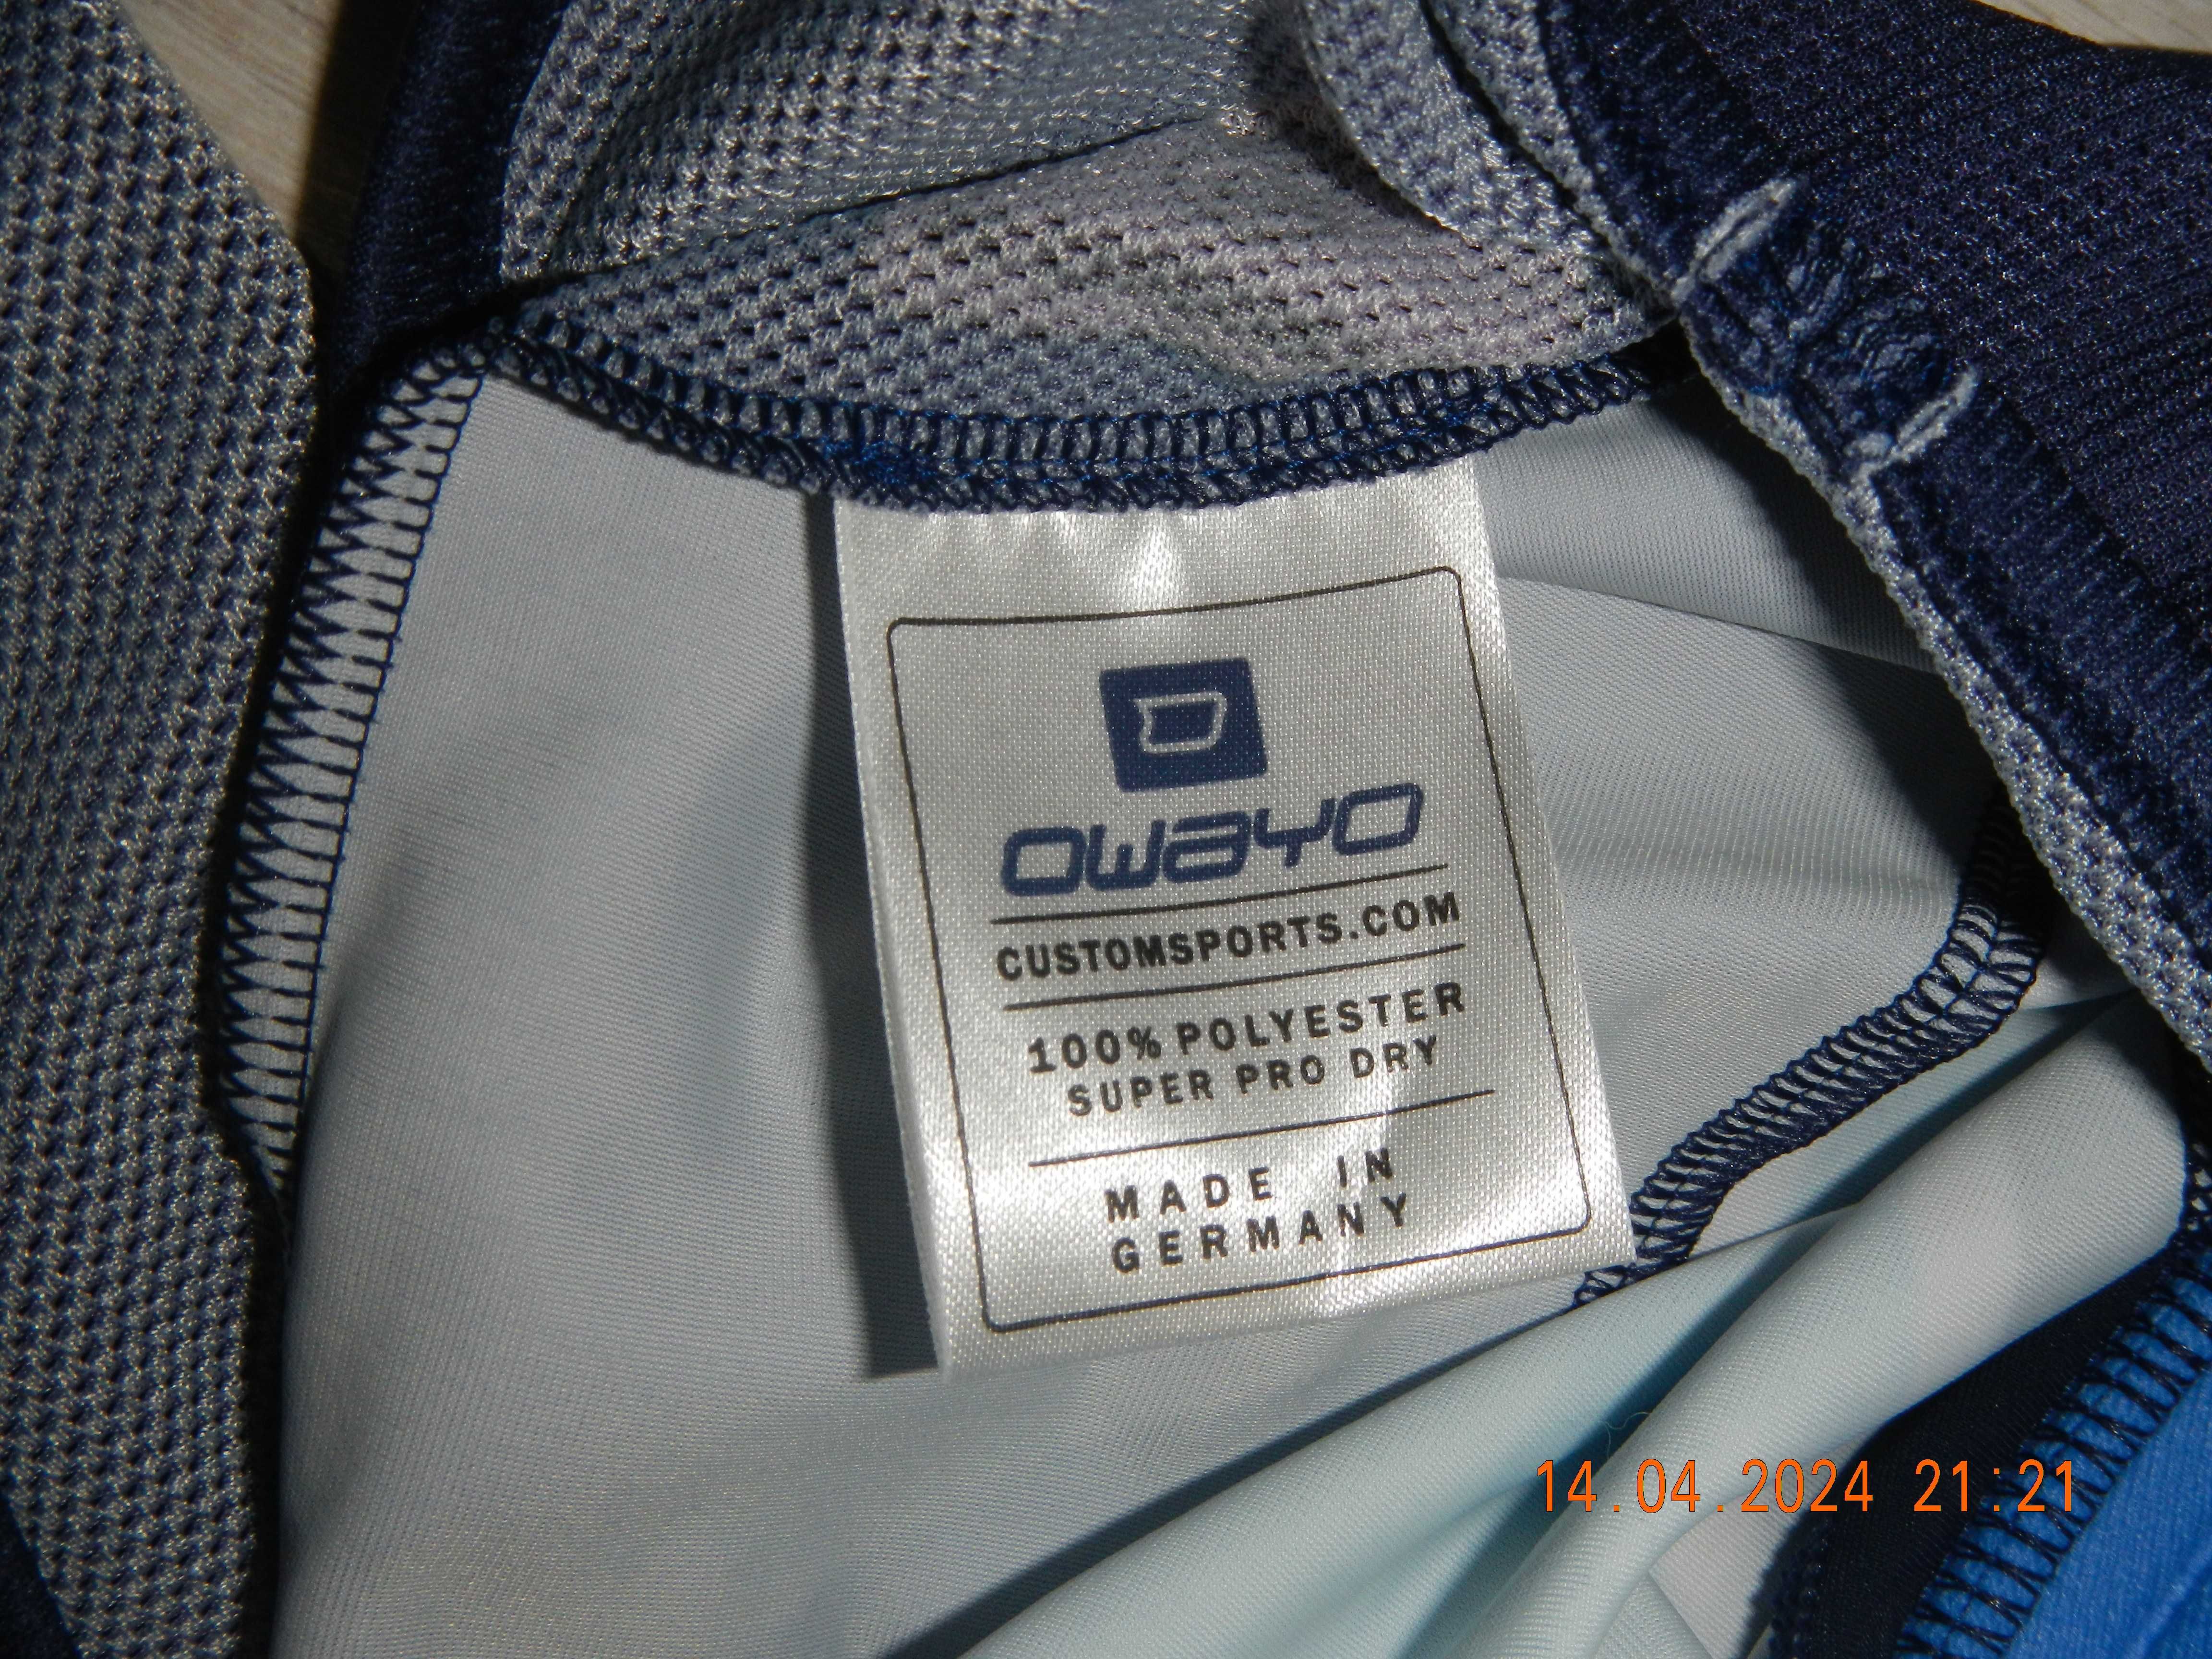 owayo
CUSTOMSPORTS.COM
100% POLYESTER
SUPER PRO DRY
MADE IN
GERMANY
14.04.2024 21:21